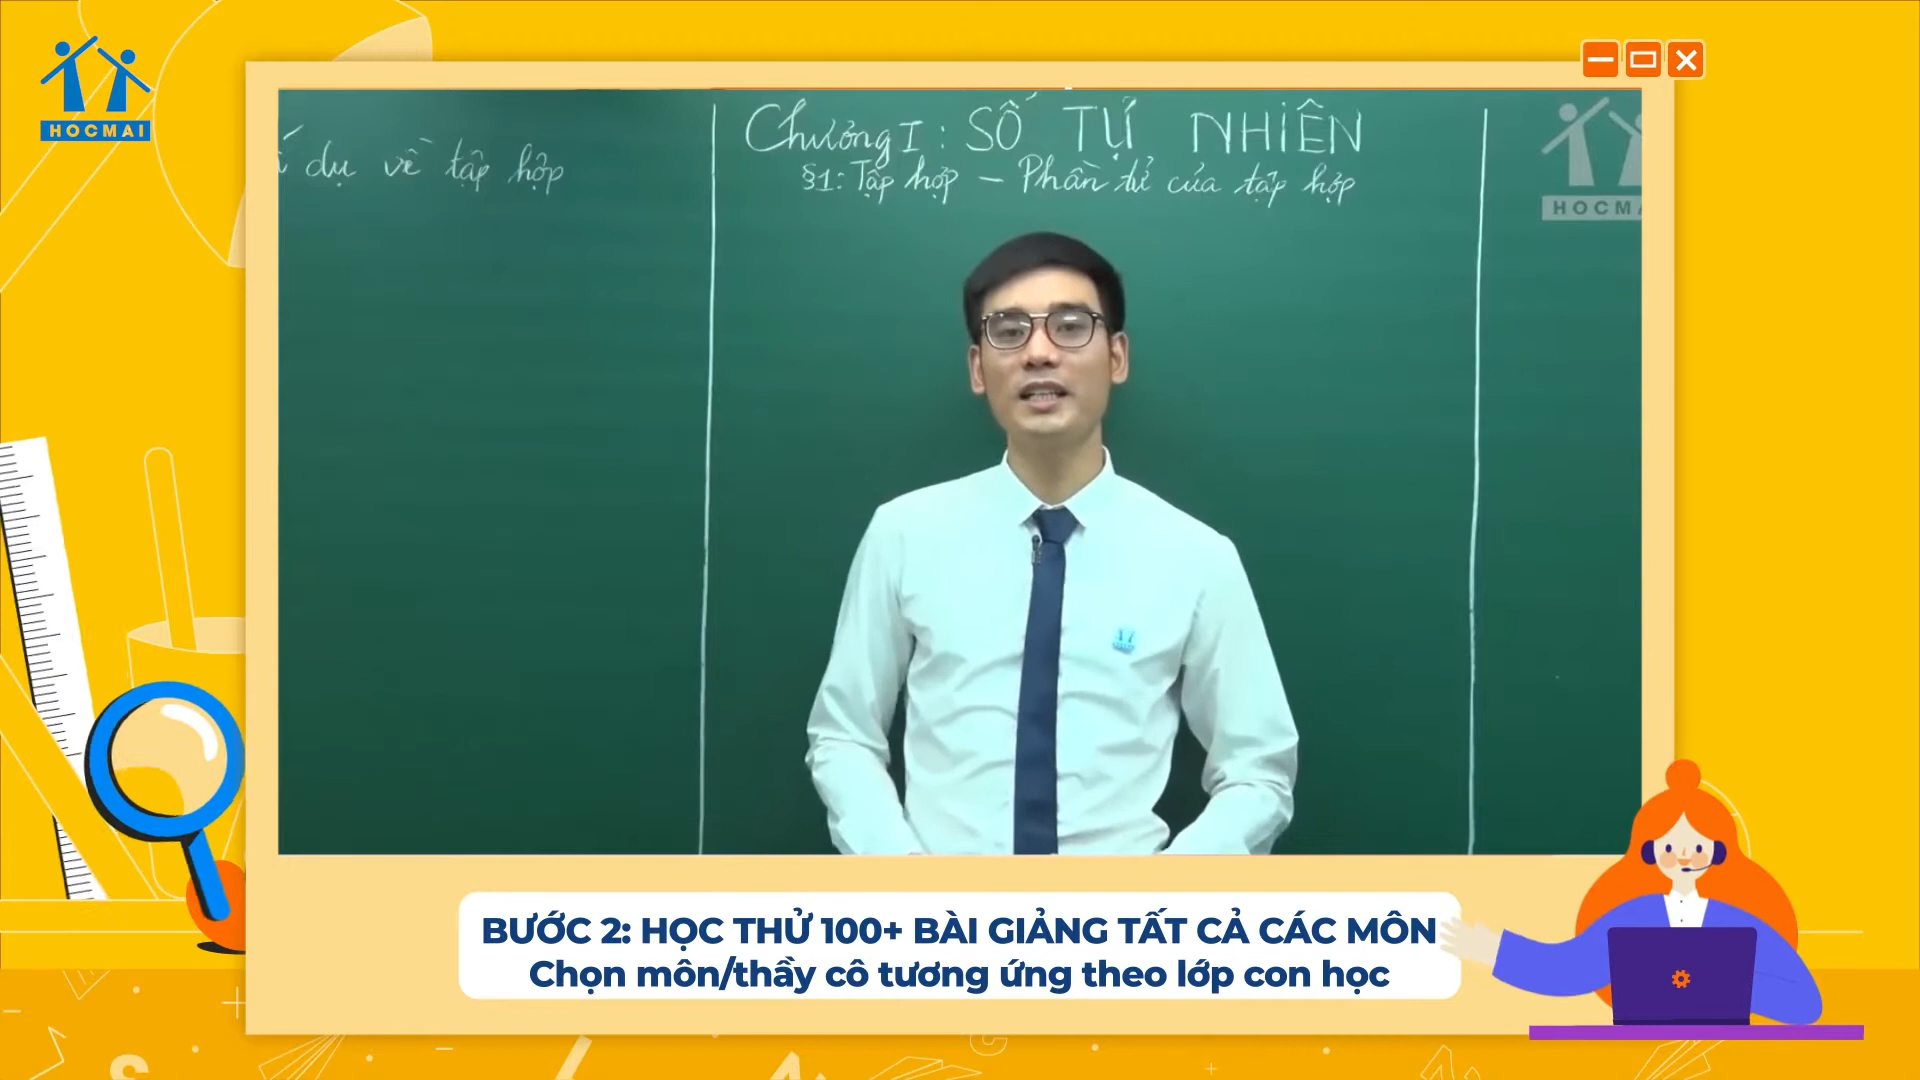 HOCMAI
dụ về tập hợp
Chương I: SỐ TỰ NHIÊN
§1: Tập hợp – Phần tử của tập hợp
HOCMA
BƯỚC 2: HỌC THỬ 100+ BÀI GIẢNG TẤT CẢ CÁC MÔN
Chọn môn/thầy cô tương ứng theo lớp con học